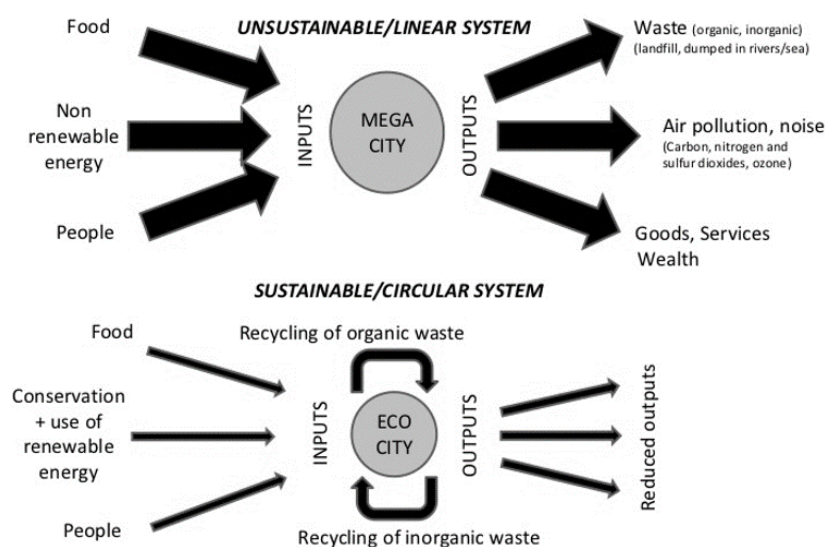 UNSUSTAINABLE/LINEAR SYSTEM
Food
Non
renewable
energy
People
INPUTS
MEGA
CITY
OUTPUTS
Waste (organic, inorganic)
(landfill, dumped in rivers/sea)
Air pollution, noise
(Carbon, nitrogen and
sulfur dioxides, ozone)
Goods, Services
Wealth
SUSTAINABLE/CIRCULAR SYSTEM
Food
Conservation
+ use of
renewable
energy
People
INPUTS
Recycling of organic waste
ECO
CITY
Recycling of inorganic waste
OUTPUTS
Reduced outputs